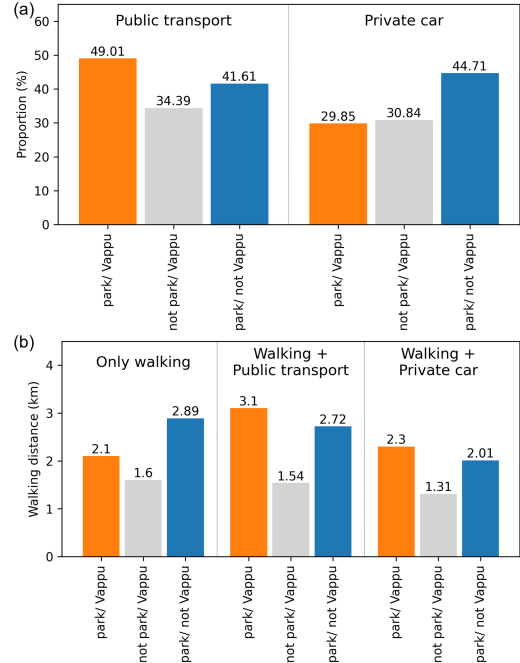 (a)
Public transport
Private car
Proportion (%)
60
50
40
30
20
10
0
49.01
34.39
41.61
29.85
30.84
44.71
park/ Vappu
not park/ Vappu
park/ not Vappu
park/ Vappu
not park/ Vappu
park/ not Vappu
(b)
Only walking
Walking +
Public transport
Walking +
Private car
Walking distance (km)
4
3
2
1
0
2.1
1.6
2.89
3.1
1.54
2.72
2.3
1.31
2.01
park/ Vappu
not park/ Vappu
park/ not Vappu
park/ Vappu
not park/ Vappu
park/ not Vappu
park/ Vappu
not park/ Vappu
park/ not Vappu